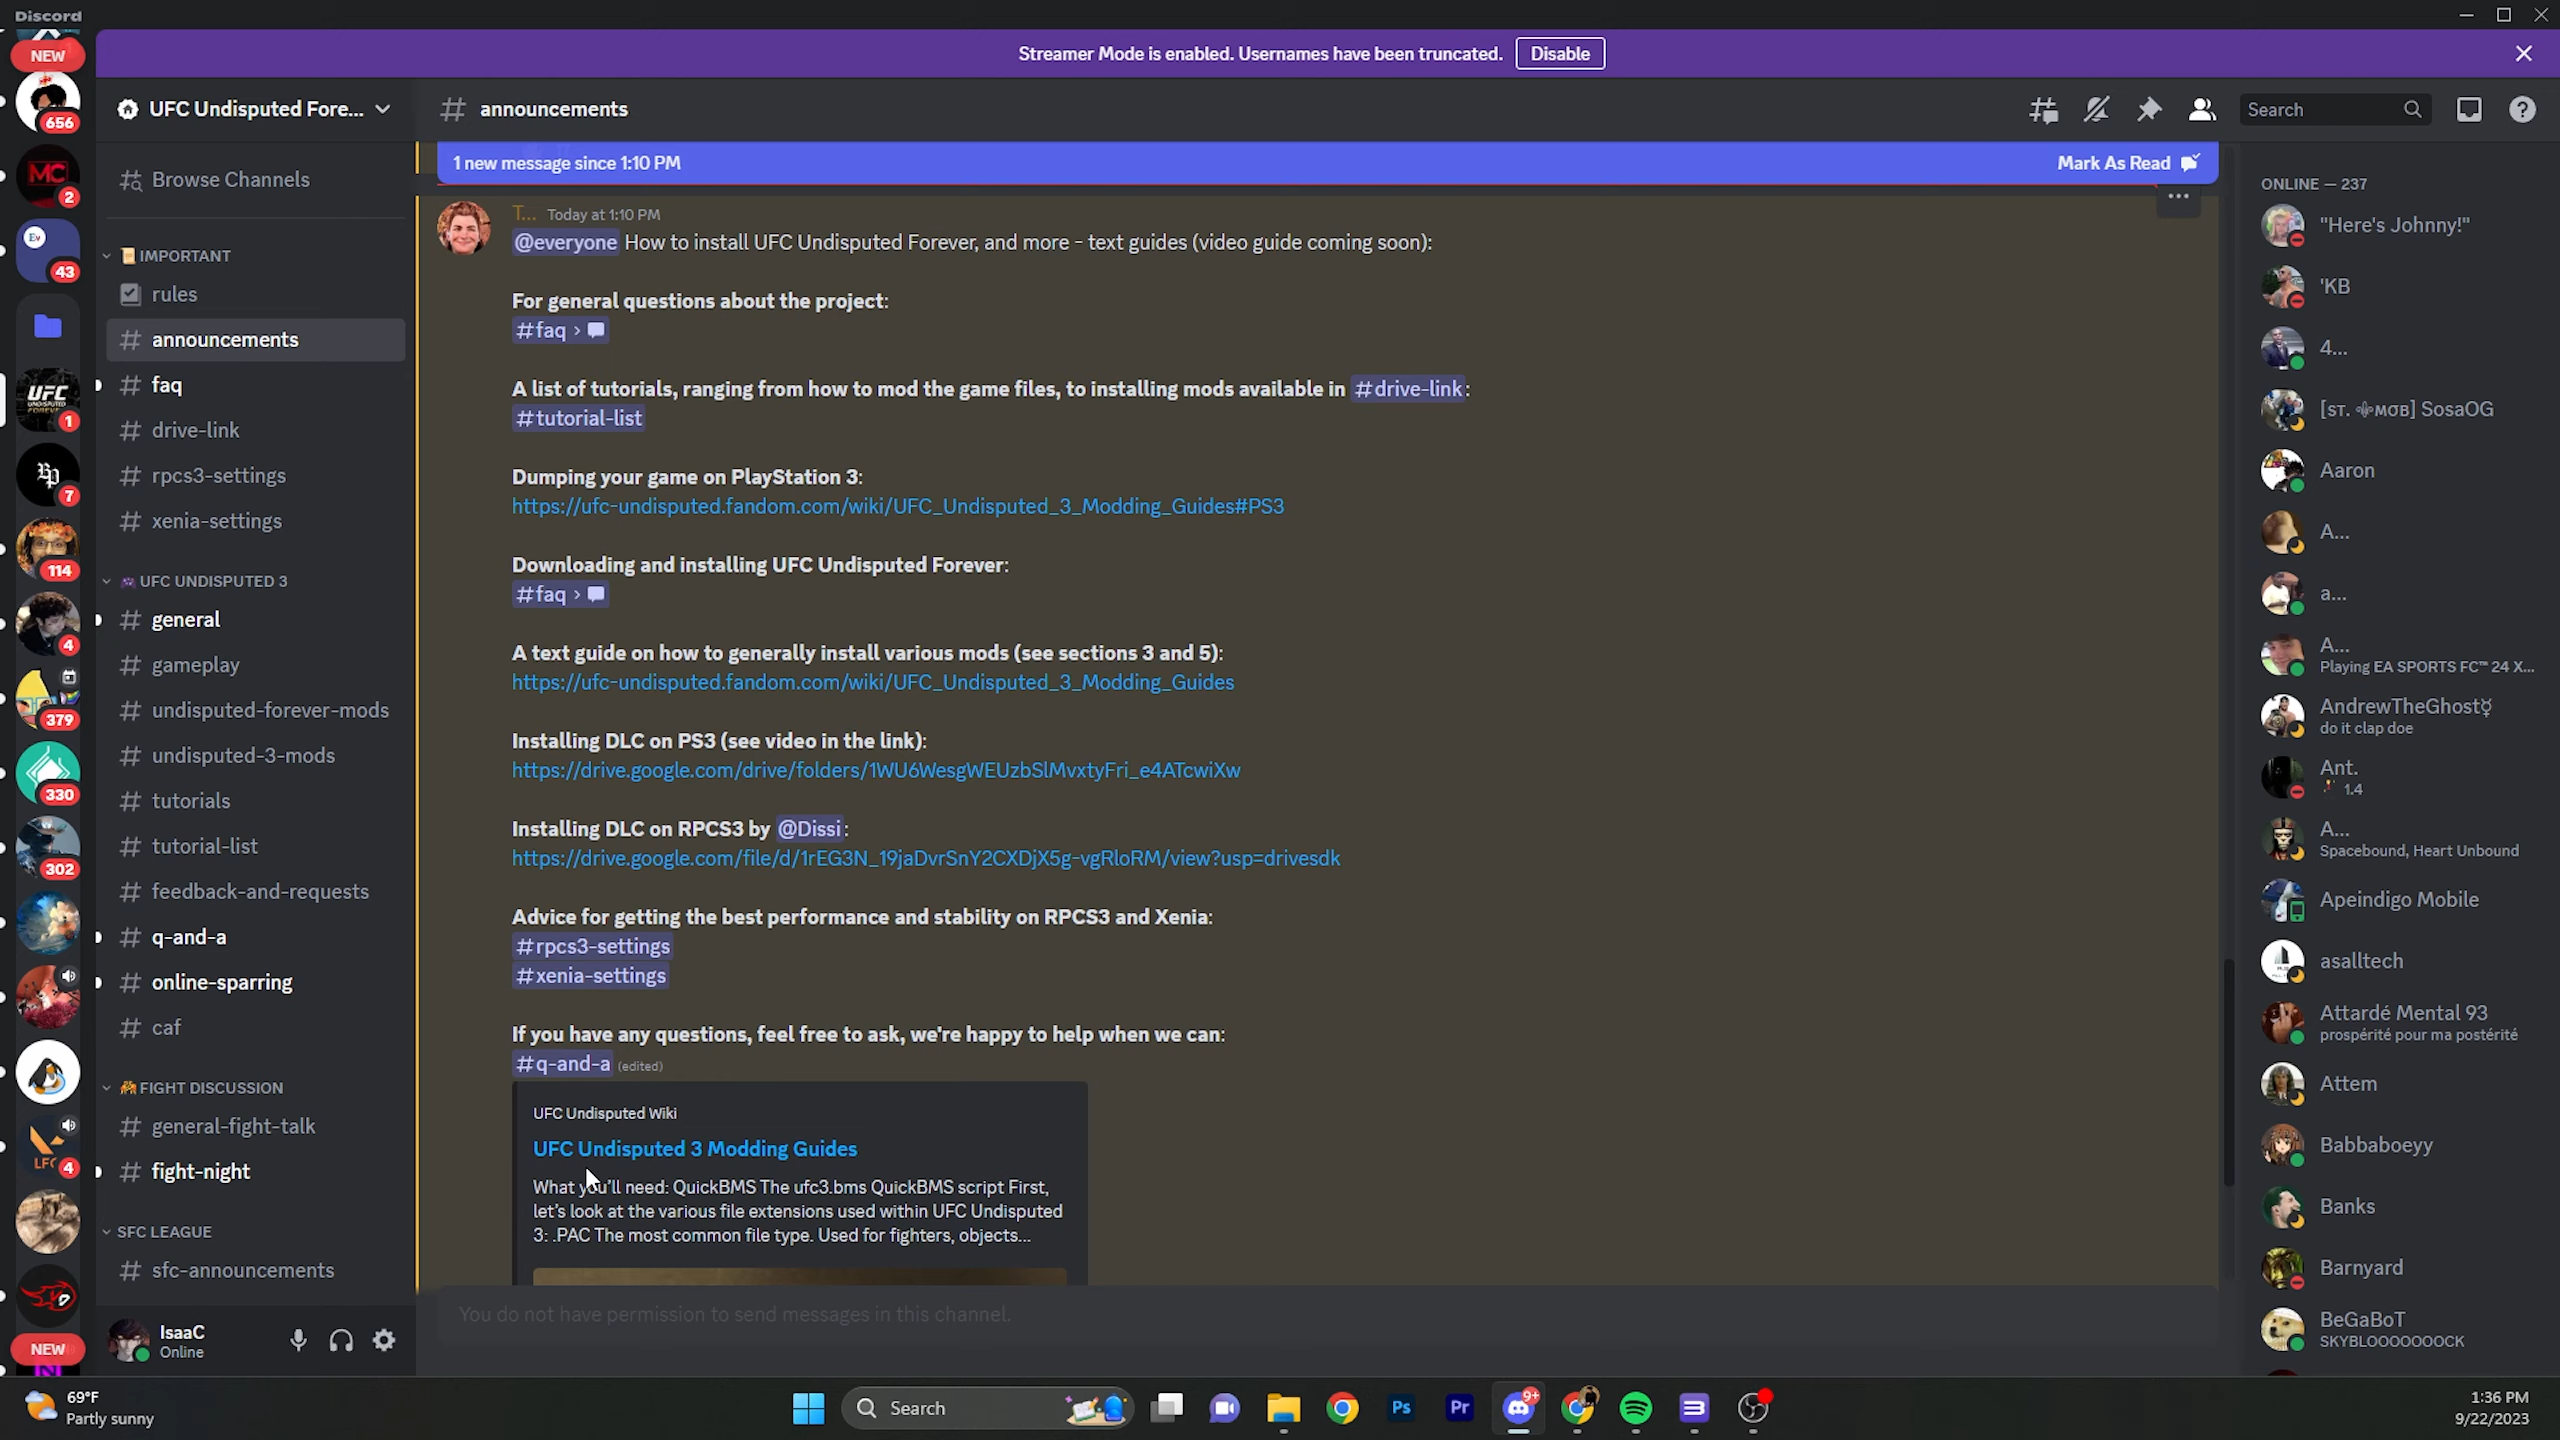 Discord
Streamer Mode is enabled. Usernames have been truncated. Disable
NEW
656
MC
2
Ev
43
UFC
UNDISPUTED
FOREVER
1
7
114
4
379
330
302
LFC 4
NEW
UFC Undisputed Fore...
Browse Channels
IMPORTANT
rules
announcements
faq
drive-link
rpcs3-settings
xenia-settings
UFC UNDISPUTED 3
general
gameplay
undisputed-forever-mods
undisputed-3-mods
tutorials
tutorial-list
feedback-and-requests
q-and-a
online-sparring
caf
FIGHT DISCUSSION
general-fight-talk
fight-night
SFC LEAGUE
sfc-announcements
IsaaC
Online
announcements
Search
1 new message since 1:10 PM Mark As Read
T... Today at 1:10 PM
@everyone How to install UFC Undisputed Forever, and more - text guides (video guide coming soon):
For general questions about the project:
#faq ›
A list of tutorials, ranging from how to mod the game files, to installing mods available in #drive-link:
#tutorial-list
Dumping your game on PlayStation 3:
https://ufc-undisputed.fandom.com/wiki/UFC_Undisputed_3_Modding_Guides#PS3
Downloading and installing UFC Undisputed Forever:
#faq ›
A text guide on how to generally install various mods (see sections 3 and 5):
https://ufc-undisputed.fandom.com/wiki/UFC_Undisputed_3_Modding_Guides
Installing DLC on PS3 (see video in the link):
https://drive.google.com/drive/folders/1WU6WesgWEUzbSlMvxtyFri_e4ATcwiXw
Installing DLC on RPCS3 by @Dissi:
https://drive.google.com/file/d/1rEG3N_19jaDvrSnY2CXDjX5g-vgRloRM/view?usp=drivesdk
Advice for getting the best performance and stability on RPCS3 and Xenia:
#rpcs3-settings
#xenia-settings
If you have any questions, feel free to ask, we're happy to help when we can:
#q-and-a (edited)
UFC Undisputed Wiki
UFC Undisputed 3 Modding Guides
What you'll need: QuickBMS The ufc3.bms QuickBMS script First,
let's look at the various file extensions used within UFC Undisputed
3: .PAC The most common file type. Used for fighters, objects...
You do not have permission to send messages in this channel.
ONLINE — 237
"Here's Johnny!"
'KB
4...
[ST. ⚜MOB] SosaOG
Aaron
A...
a...
A...
Playing EA SPORTS FC™ 24 X...
AndrewTheGhost☿
do it clap doe
Ant.
1.4
A...
Spacebound, Heart Unbound
Apeindigo Mobile
asalltech
Attardé Mental 93
prospérité pour ma postérité
Attem
Babbaboeyy
Banks
Barnyard
BeGaBoT
SKYBLOOOOOOOCK
69°F
Partly sunny
Search
Ps
Pr
9+
1:36 PM
9/22/2023